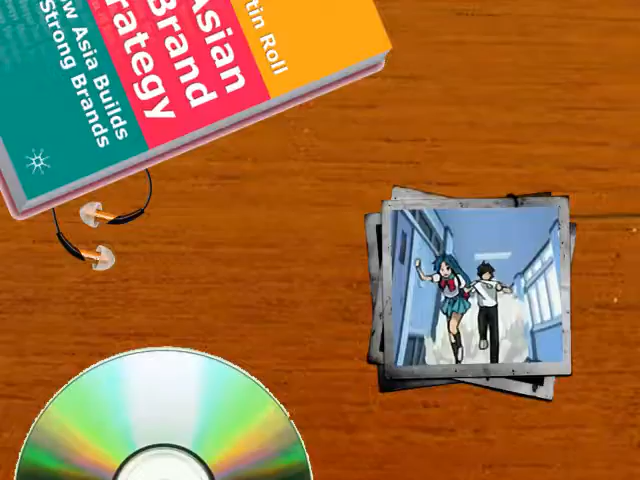 tin Roll
Asian
Brand
rategy
w Asia Builds
Strong Brands